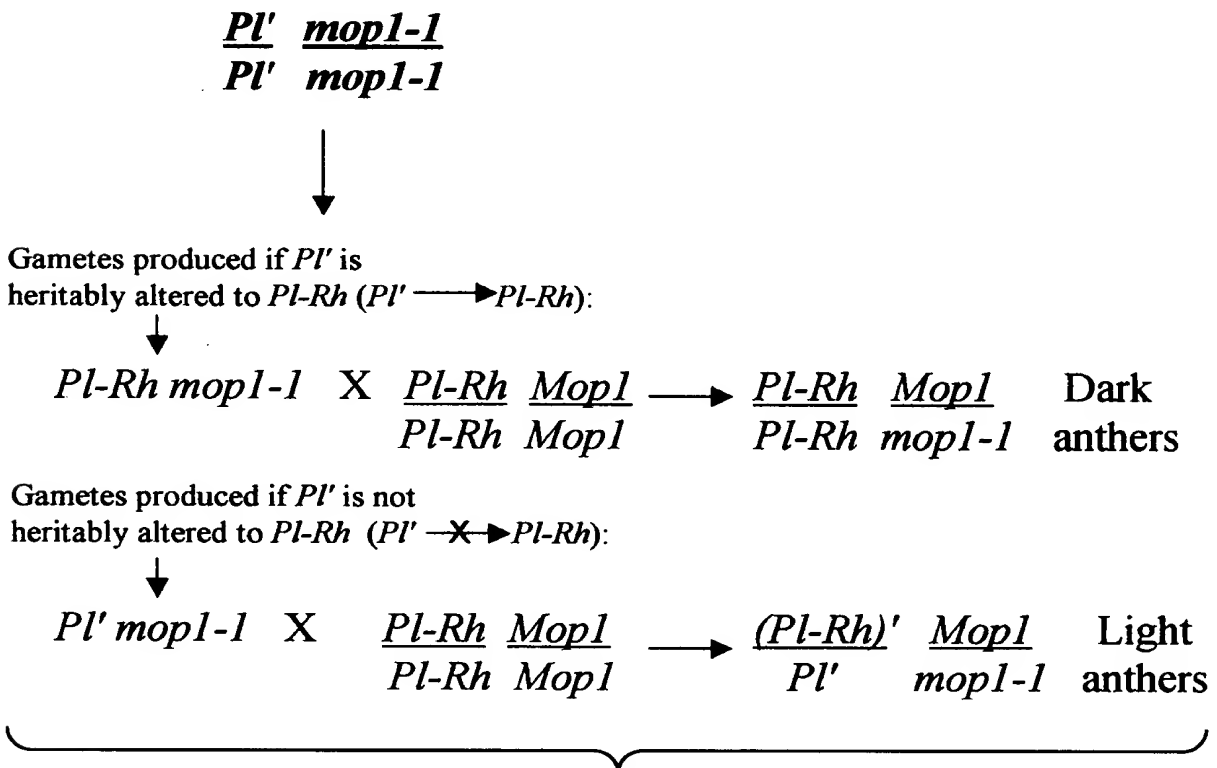 Pl' mop1-1
Pl' mop1-1
Gametes produced if Pl' is
heritably altered to Pl-Rh (Pl' → Pl-Rh):
Pl-Rh mop1-1 X Pl-Rh Mop1 → Pl-Rh Mop1 Dark
Pl-Rh Mop1 Pl-Rh mop1-1 anthers
Gametes produced if Pl' is not
heritably altered to Pl-Rh (Pl' -X→ Pl-Rh):
Pl' mop1-1 X Pl-Rh Mop1 → (Pl-Rh)' Mop1 Light
Pl-Rh Mop1 Pl' mop1-1 anthers